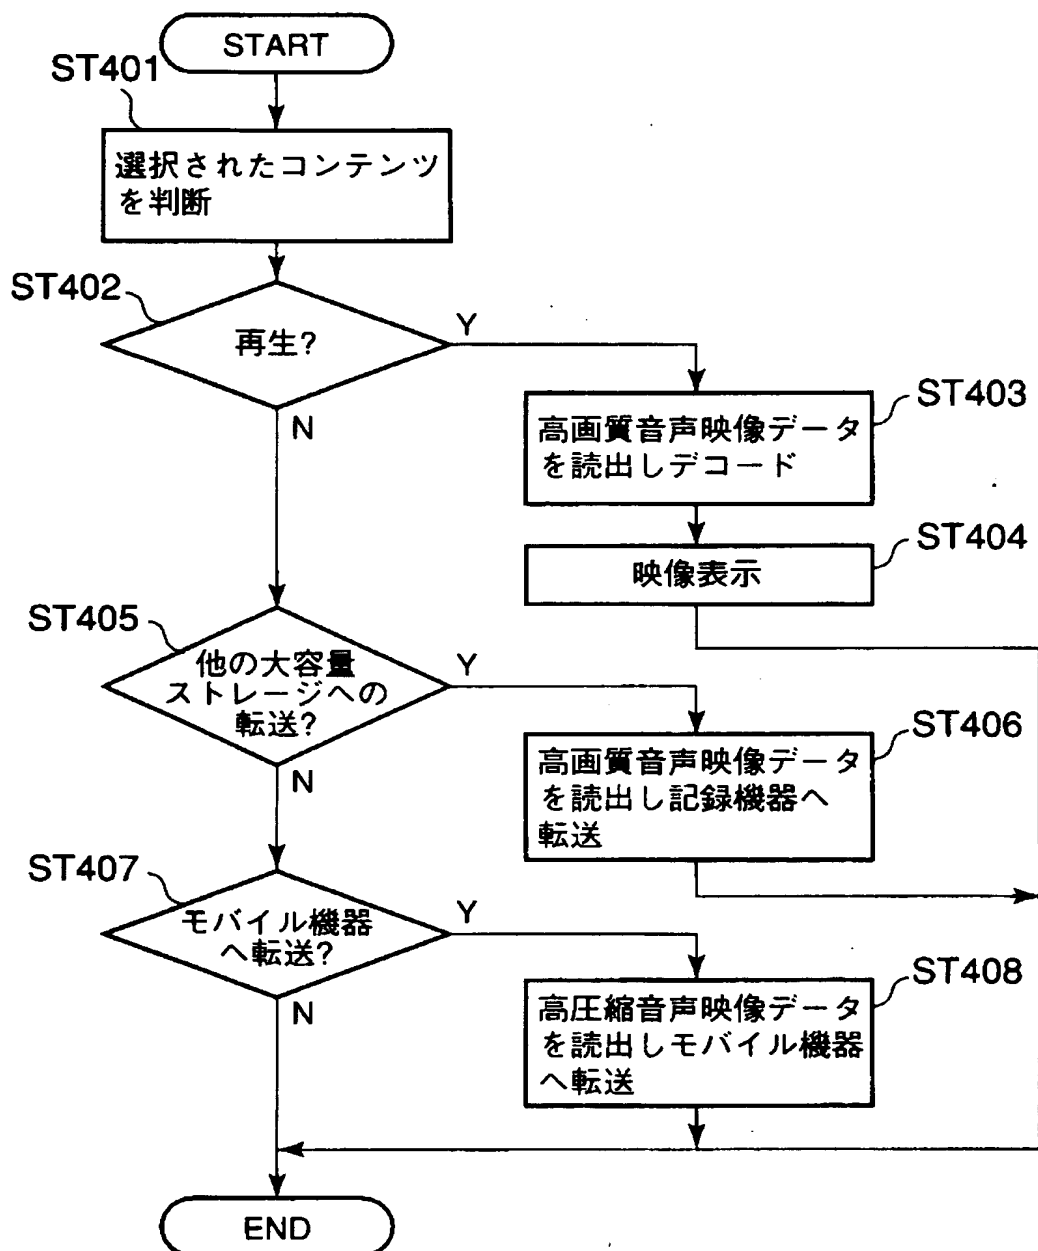 START
ST401
選択されたコンテンツ
を判断
ST402
再生?
Y
N
ST403
高画質音声映像データ
を読出しデコード
ST404
映像表示
ST405
他の大容量
ストレージへの
転送?
Y
N
ST406
高画質音声映像データ
を読出し記録機器へ
転送
ST407
モバイル機器
へ転送?
Y
N
ST408
高圧縮音声映像データ
を読出しモバイル機器
へ転送
END